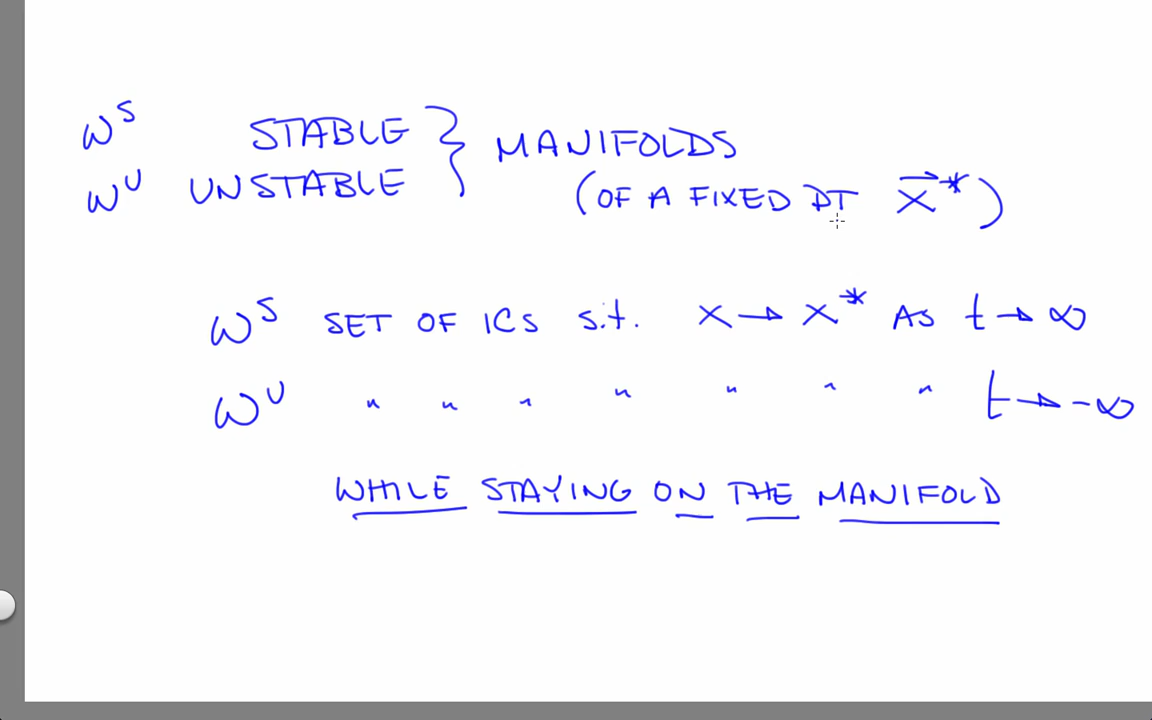 W^S STABLE } MANIFOLDS
W^U UNSTABLE (OF A FIXED PT x⃗*)
W^S SET OF ICs s.t. x → x* AS t → ∞
W^U " " " " " " " t → -∞
WHILE STAYING ON THE MANIFOLD